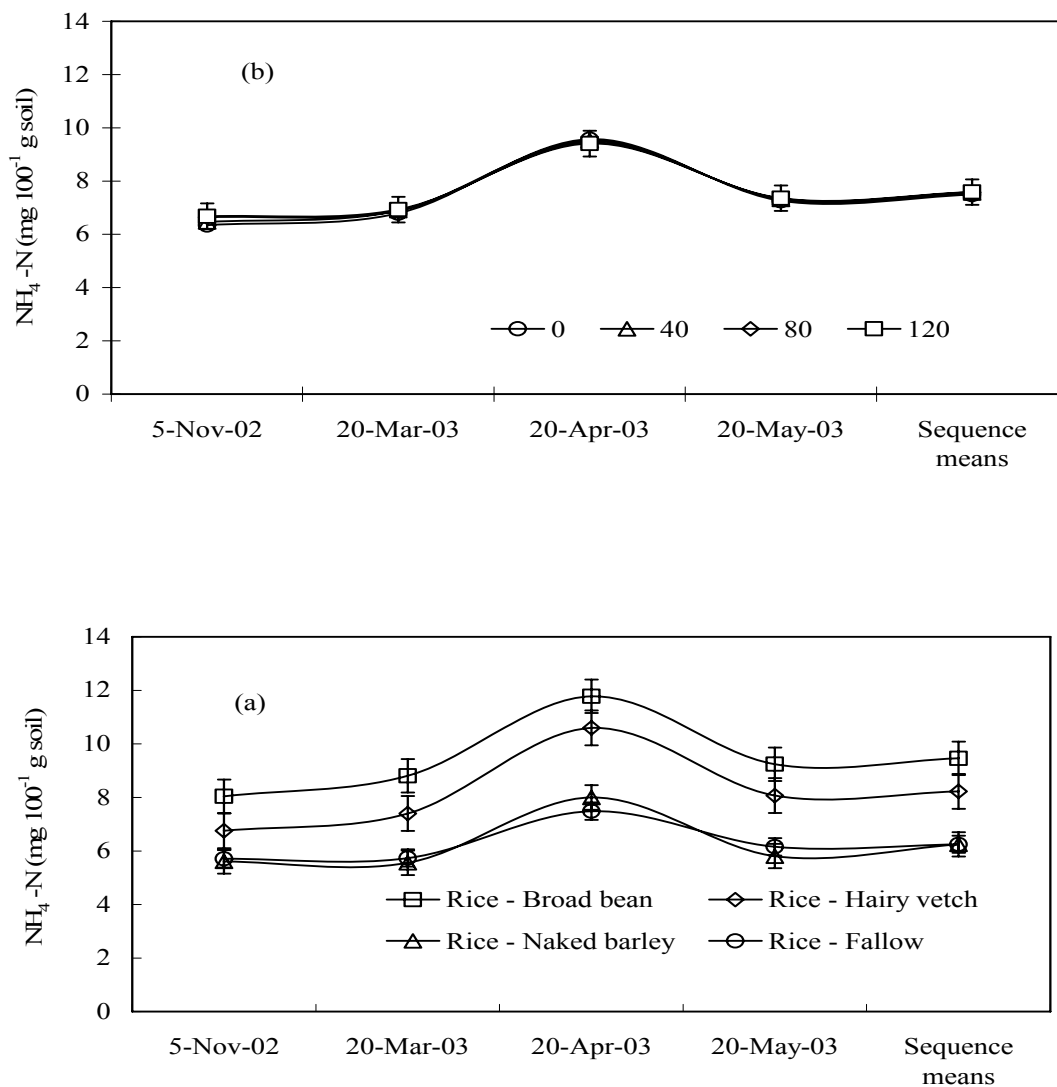 14
(b)
12
10
8
6
4
2
0
NH4 -N (mg 100-1 g soil)
0 40 80 120
5-Nov-02 20-Mar-03 20-Apr-03 20-May-03 Sequence means
14
(a)
12
10
8
6
4
2
0
NH4 -N (mg 100-1 g soil)
Rice - Broad bean Rice - Hairy vetch
Rice - Naked barley Rice - Fallow
5-Nov-02 20-Mar-03 20-Apr-03 20-May-03 Sequence means